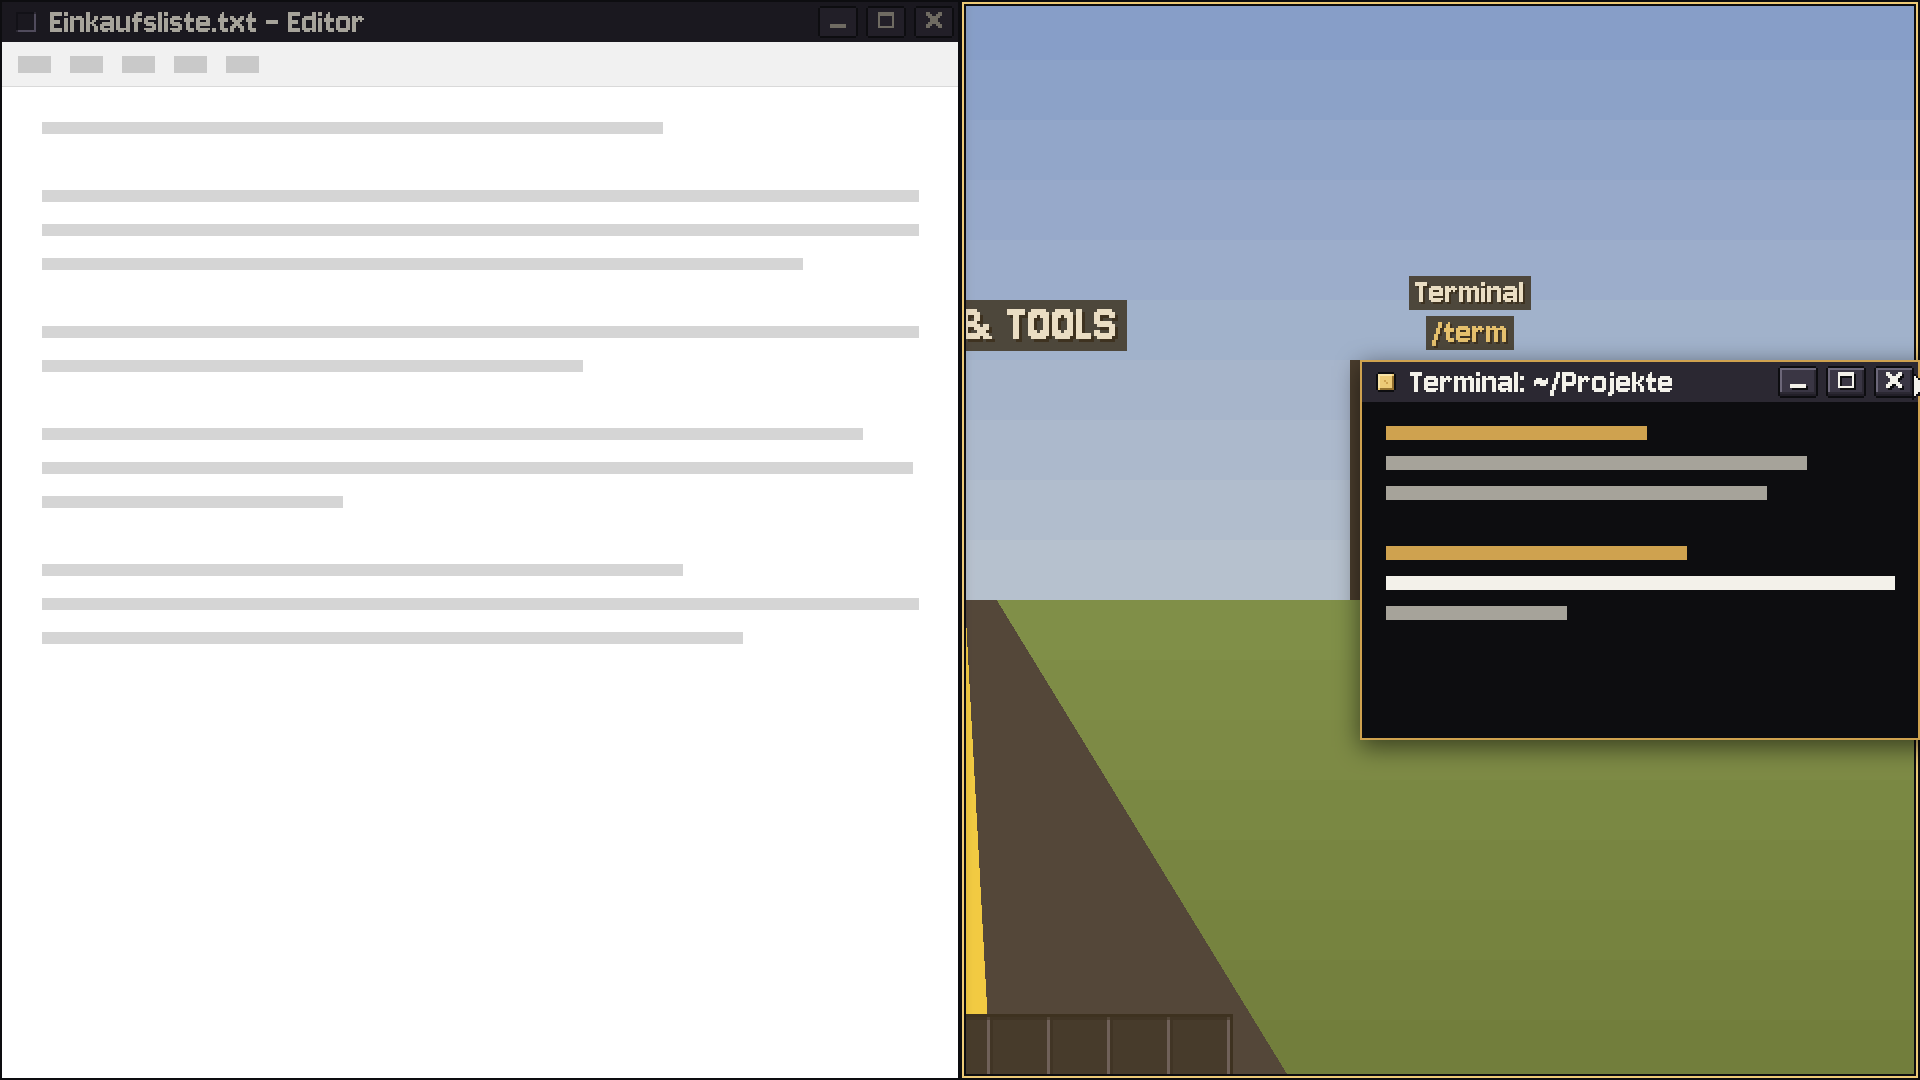 Einkaufsliste.txt - Editor
& TOOLS
Terminal
/term
Terminal: ~/Projekte